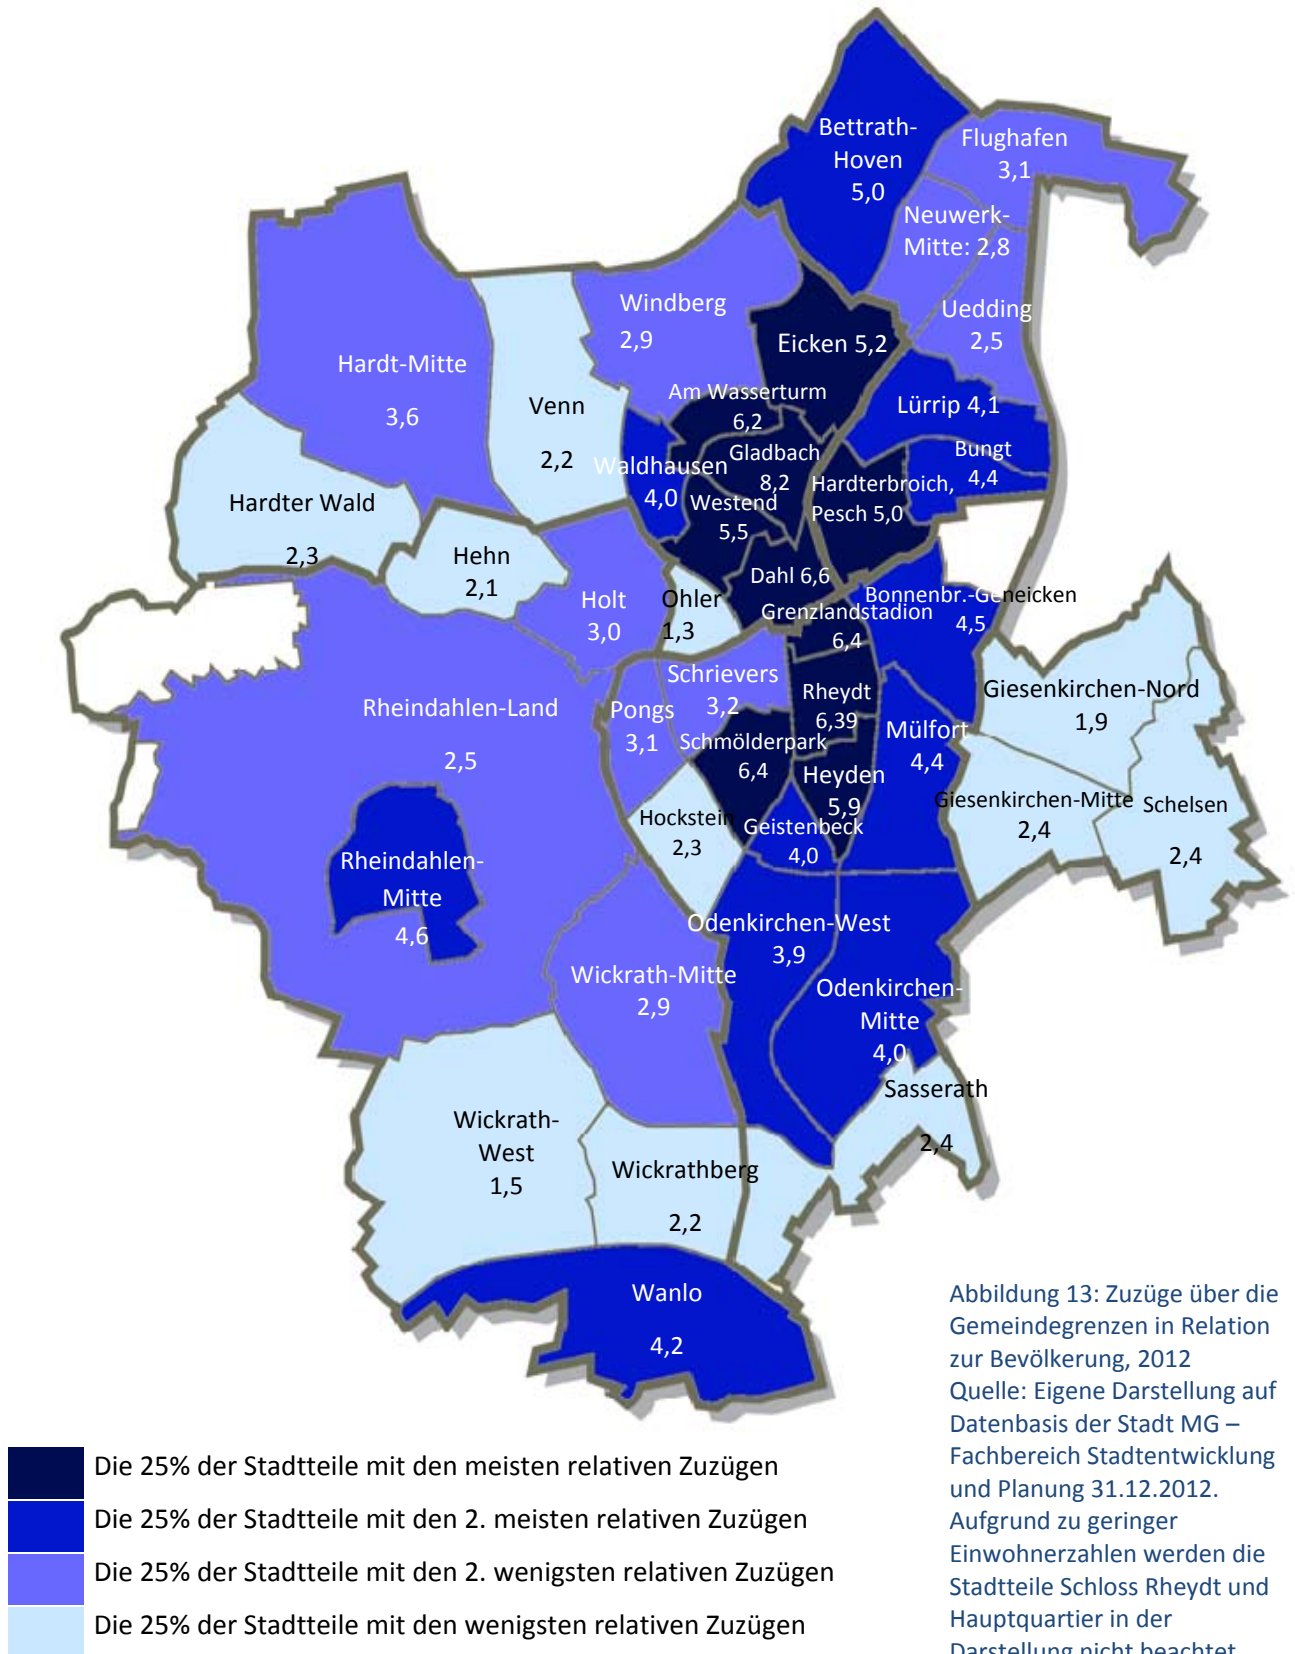 Bettrath-
Hoven
5,0
Flughafen
3,1
Neuwerk-
Mitte: 2,8
Uedding
2,5
Windberg
2,9
Eicken 5,2
Hardt-Mitte
3,6
Venn
2,2
Am Wasserturm
6,2
Lürrip 4,1
Bungt
4,4
Gladbach
8,2
Waldhausen
4,0
Westend
5,5
Hardterbroich,
Pesch 5,0
Hardter Wald
2,3
Hehn
2,1
Holt
3,0
Ohler
1,3
Dahl 6,6
Grenzlandstadion
6,4
Bonnenbr.-Geneicken
4,5
Schrievers
3,2
Rheydt
6,39
Giesenkirchen-Nord
1,9
Rheindahlen-Land
2,5
Pongs
3,1
Schmölderpark
6,4
Mülfort
4,4
Heyden
5,9
Giesenkirchen-Mitte
2,4
Schelsen
2,4
Hockstein
2,3
Geistenbeck
4,0
Rheindahlen-
Mitte
4,6
Odenkirchen-West
3,9
Wickrath-Mitte
2,9
Odenkirchen-
Mitte
4,0
Sasserath
2,4
Wickrath-
West
1,5
Wickrathberg
2,2
Wanlo
4,2
Abbildung 13: Zuzüge über die
Gemeindegrenzen in Relation
zur Bevölkerung, 2012
Quelle: Eigene Darstellung auf
Datenbasis der Stadt MG –
Fachbereich Stadtentwicklung
und Planung 31.12.2012.
Aufgrund zu geringer
Einwohnerzahlen werden die
Stadtteile Schloss Rheydt und
Hauptquartier in der
Darstellung nicht beachtet
Die 25% der Stadtteile mit den meisten relativen Zuzügen
Die 25% der Stadtteile mit den 2. meisten relativen Zuzügen
Die 25% der Stadtteile mit den 2. wenigsten relativen Zuzügen
Die 25% der Stadtteile mit den wenigsten relativen Zuzügen